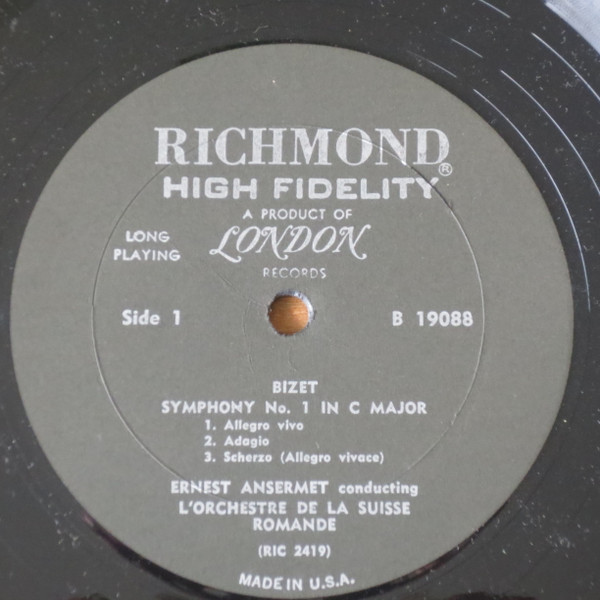 RICHMOND®
HIGH FIDELITY
A PRODUCT OF
LONG PLAYING
LONDON
RECORDS
Side 1
B 19088
BIZET
SYMPHONY No. 1 IN C MAJOR
1. Allegro vivo
2. Adagio
3. Scherzo (Allegro vivace)
ERNEST ANSERMET conducting
L'ORCHESTRE DE LA SUISSE
ROMANDE
(RIC 2419)
MADE IN U.S.A.